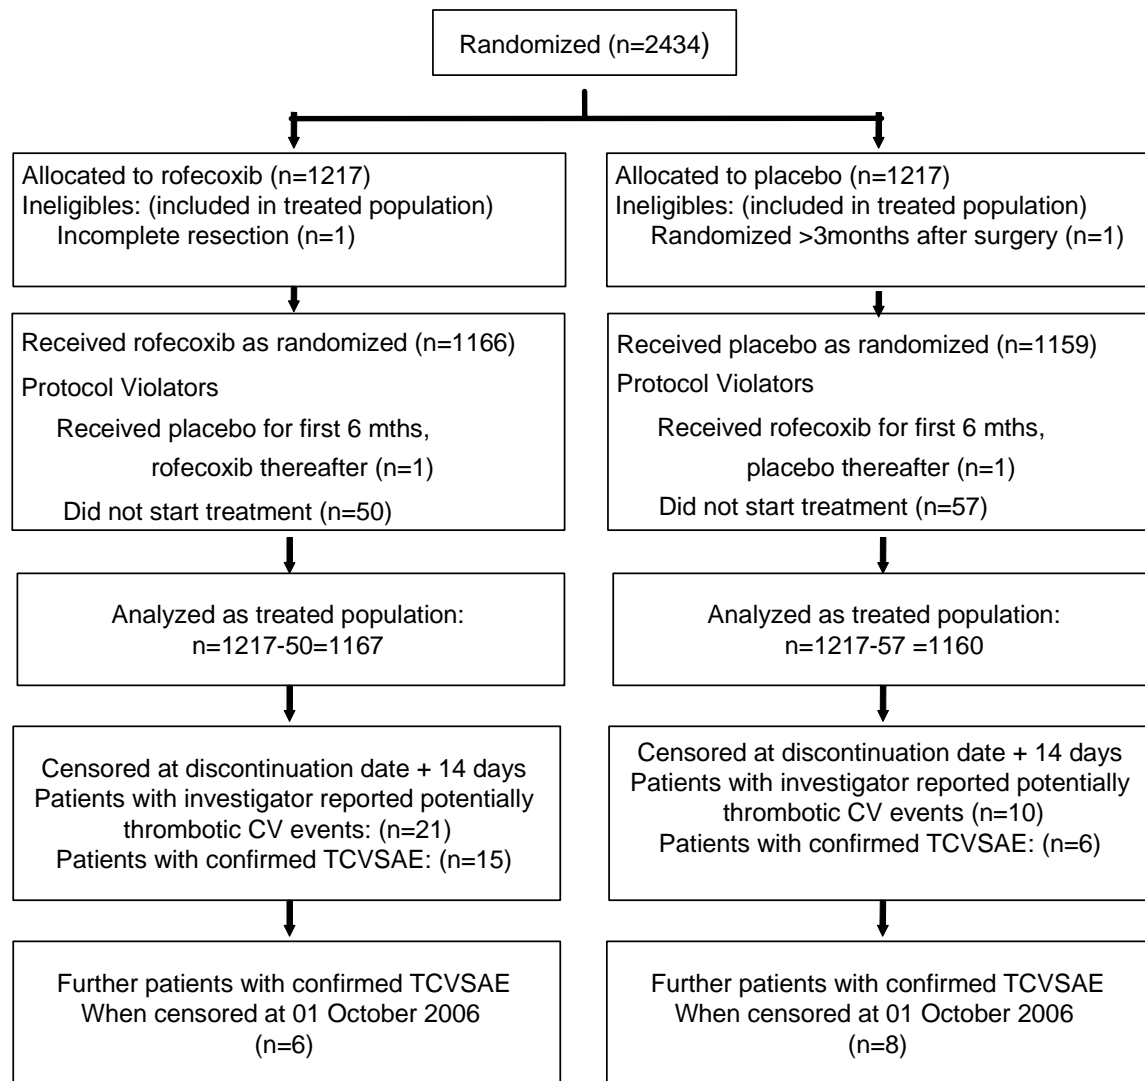 Randomized (n=2434)
Allocated to rofecoxib (n=1217)
Ineligibles: (included in treated population)
Incomplete resection (n=1)
Allocated to placebo (n=1217)
Ineligibles: (included in treated population)
Randomized >3months after surgery (n=1)
Received rofecoxib as randomized (n=1166)
Protocol Violators
Received placebo for first 6 mths,
rofecoxib thereafter (n=1)
Did not start treatment (n=50)
Received placebo as randomized (n=1159)
Protocol Violators
Received rofecoxib for first 6 mths,
placebo thereafter (n=1)
Did not start treatment (n=57)
Analyzed as treated population:
n=1217-50=1167
Analyzed as treated population:
n=1217-57 =1160
Censored at discontinuation date + 14 days
Patients with investigator reported potentially
thrombotic CV events: (n=21)
Patients with confirmed TCVSAE: (n=15)
Censored at discontinuation date + 14 days
Patients with investigator reported potentially
thrombotic CV events (n=10)
Patients with confirmed TCVSAE: (n=6)
Further patients with confirmed TCVSAE
When censored at 01 October 2006
(n=6)
Further patients with confirmed TCVSAE
When censored at 01 October 2006
(n=8)